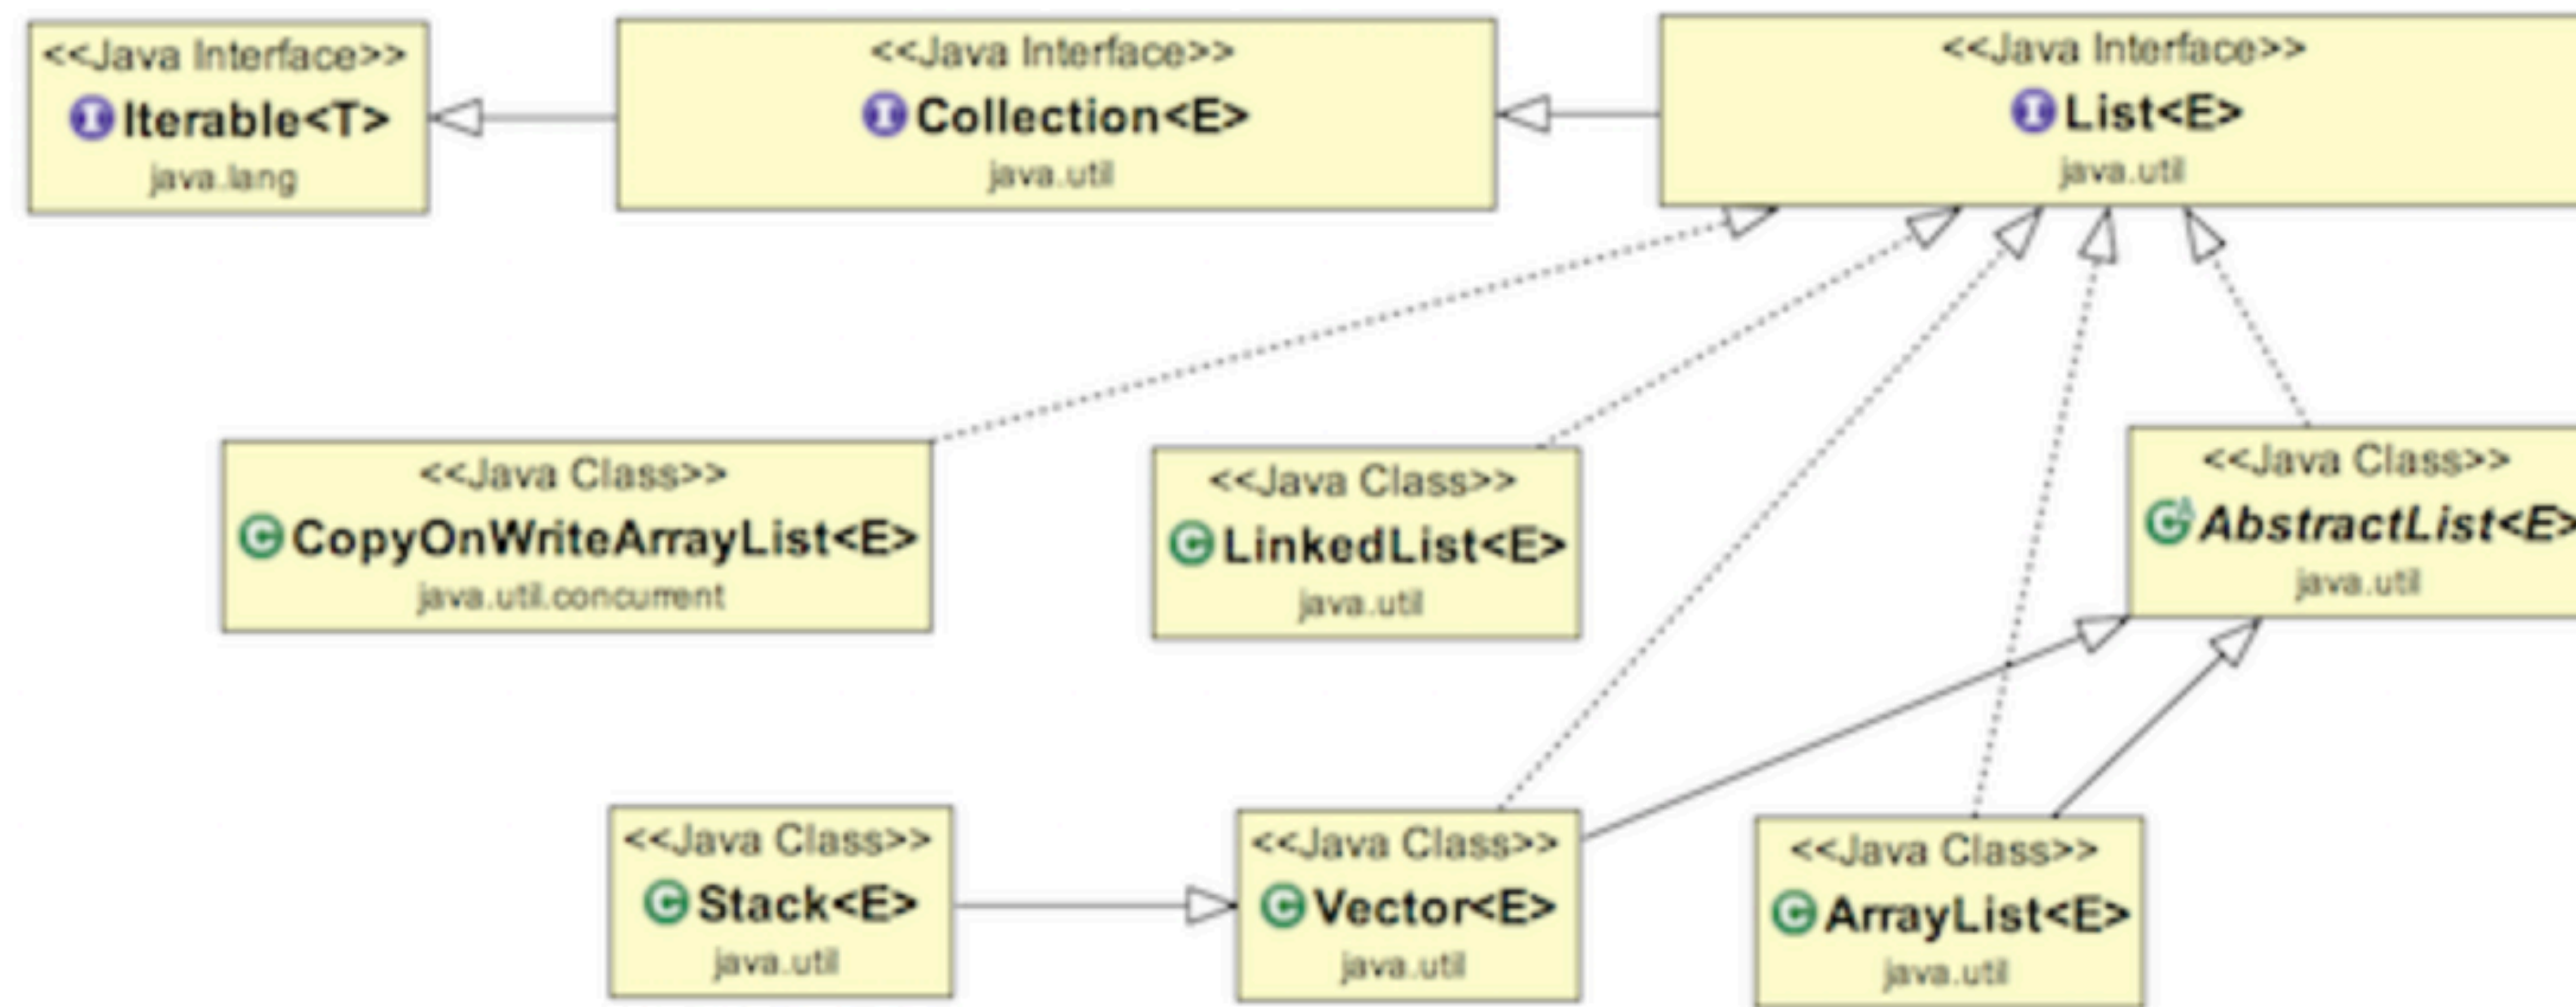 <<Java Interface>>
I Iterable<T>
java.lang
<<Java Interface>>
I Collection<E>
java.util
<<Java Interface>>
I List<E>
java.util
<<Java Class>>
C CopyOnWriteArrayList<E>
java.util.concurrent
<<Java Class>>
C LinkedList<E>
java.util
<<Java Class>>
C A AbstractList<E>
java.util
<<Java Class>>
C Stack<E>
java.util
<<Java Class>>
C Vector<E>
java.util
<<Java Class>>
C ArrayList<E>
java.util